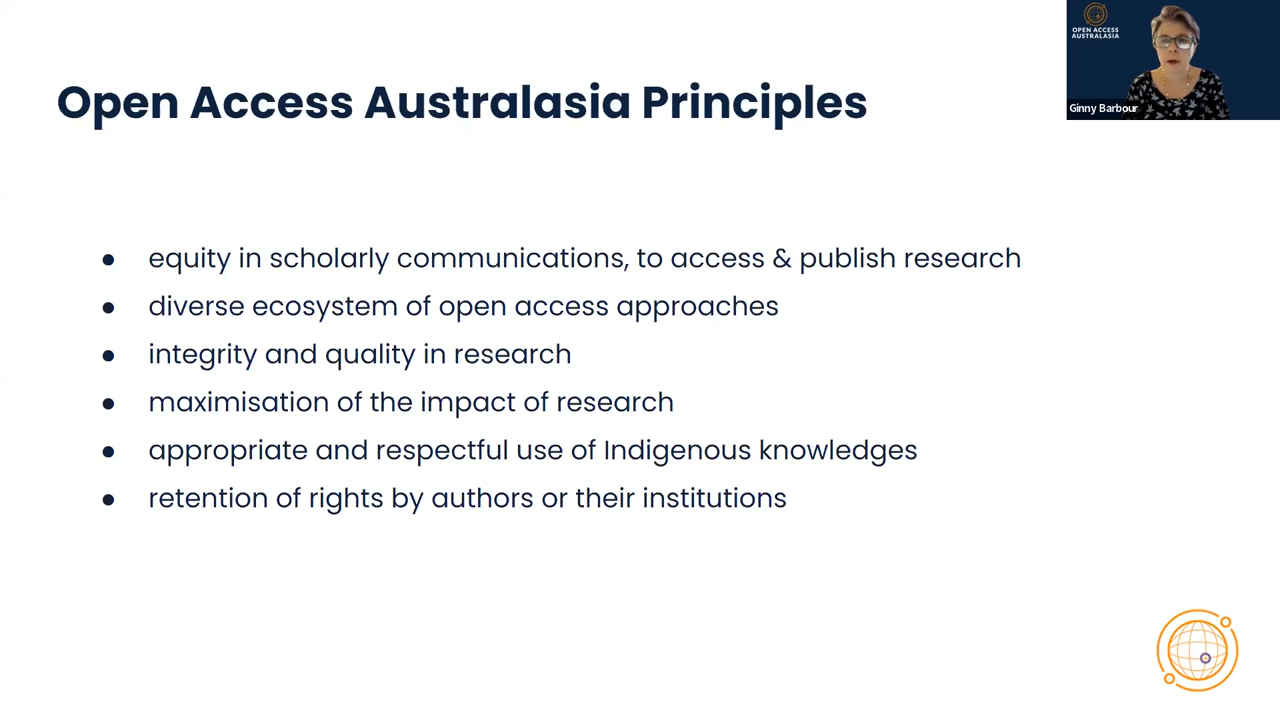 OPEN ACCESS
AUSTRALASIA
Ginny Barbour
Open Access Australasia Principles
● equity in scholarly communications, to access & publish research
● diverse ecosystem of open access approaches
● integrity and quality in research
● maximisation of the impact of research
● appropriate and respectful use of Indigenous knowledges
● retention of rights by authors or their institutions